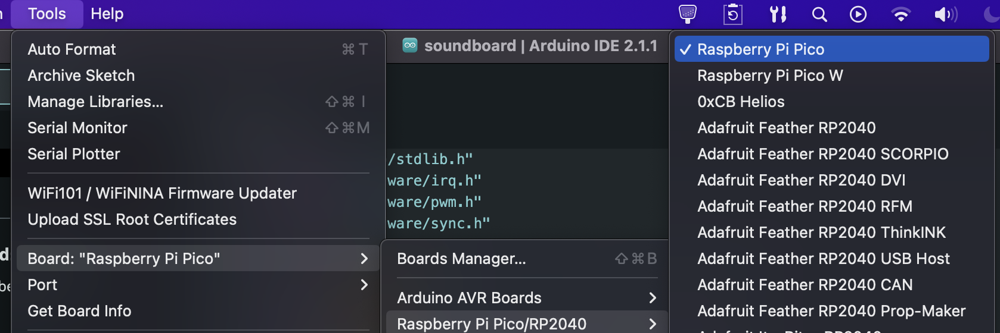 Tools Help
soundboard | Arduino IDE 2.1.1
Auto Format ⌘ T
Archive Sketch
Manage Libraries... ⇧ ⌘ I
Serial Monitor ⇧ ⌘ M
Serial Plotter
WiFi101 / WiFiNINA Firmware Updater
Upload SSL Root Certificates
Board: "Raspberry Pi Pico"
Port
Get Board Info
/stdlib.h"
ware/irq.h"
ware/pwm.h"
ware/sync.h"
Boards Manager... ⇧ ⌘ B
Arduino AVR Boards
Raspberry Pi Pico/RP2040
✓ Raspberry Pi Pico
Raspberry Pi Pico W
0xCB Helios
Adafruit Feather RP2040
Adafruit Feather RP2040 SCORPIO
Adafruit Feather RP2040 DVI
Adafruit Feather RP2040 RFM
Adafruit Feather RP2040 ThinkINK
Adafruit Feather RP2040 USB Host
Adafruit Feather RP2040 CAN
Adafruit Feather RP2040 Prop-Maker